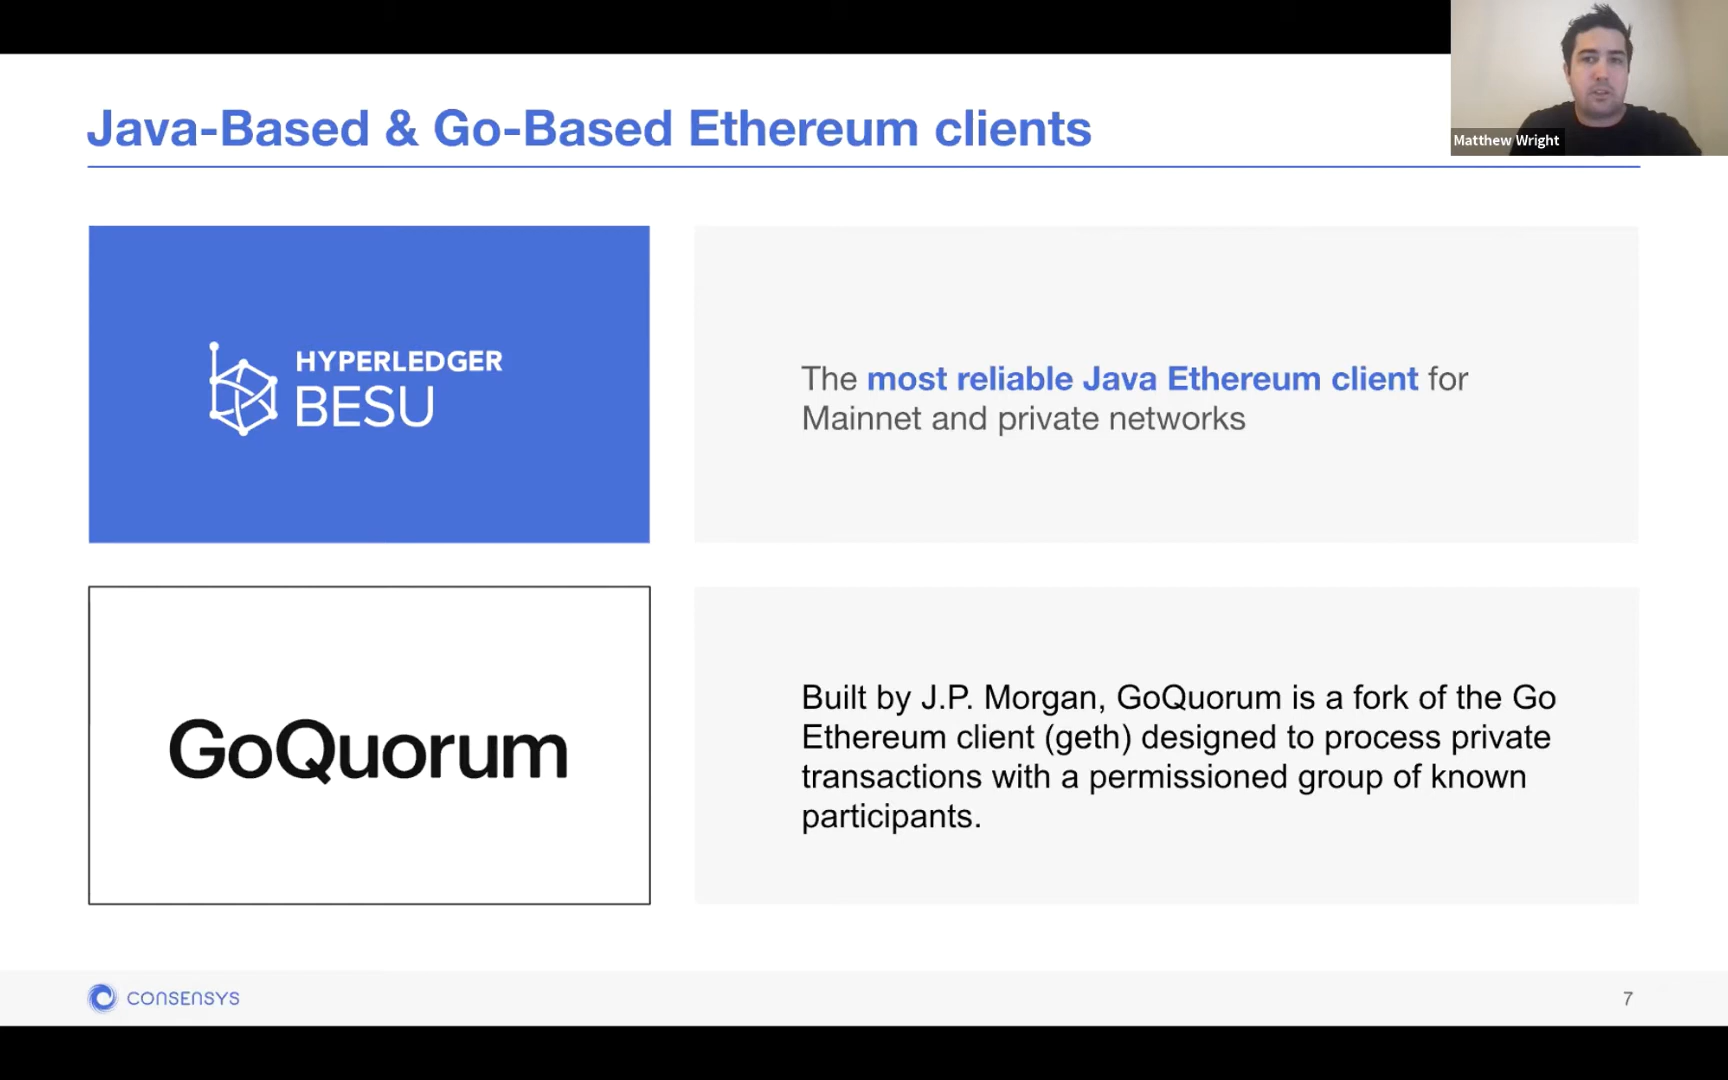 Java-Based & Go-Based Ethereum clients
Matthew Wright
HYPERLEDGER
BESU
The most reliable Java Ethereum client for
Mainnet and private networks
GoQuorum
Built by J.P. Morgan, GoQuorum is a fork of the Go
Ethereum client (geth) designed to process private
transactions with a permissioned group of known
participants.
CONSENSYS
7